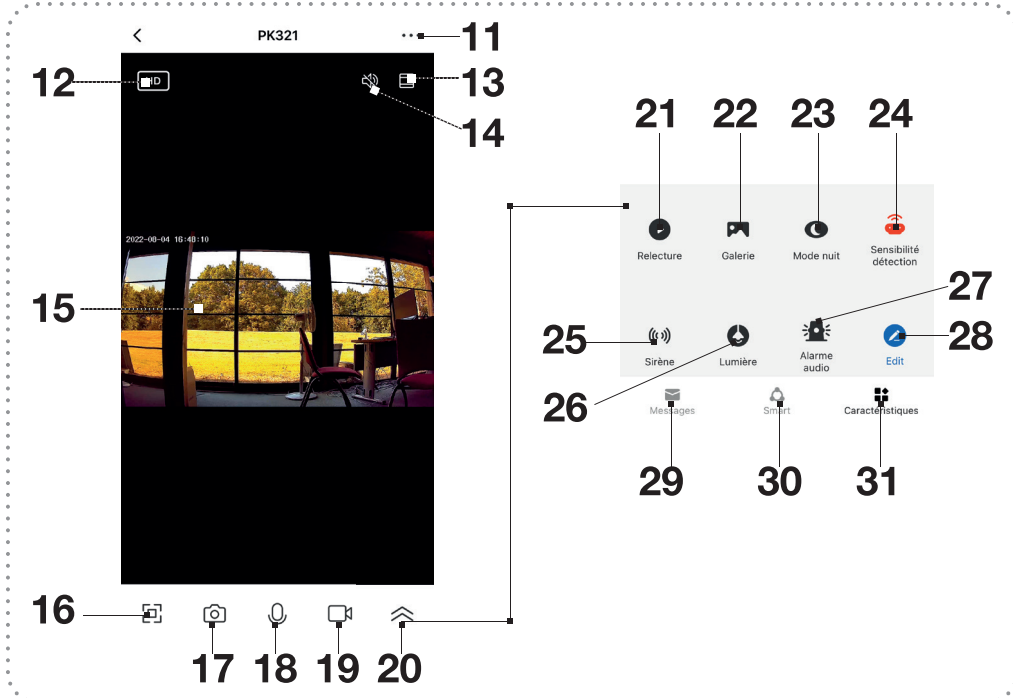 PK321
11
12
HD
13
14
2022-08-04 16:48:10
15
16
17
18
19
20
21
22
23
24
Relecture
Galerie
Mode nuit
Sensibilité
détection
25
27
28
Sirène
Lumière
Alarme
audio
Edit
26
Messages
Smart
Caractéristiques
29
30
31